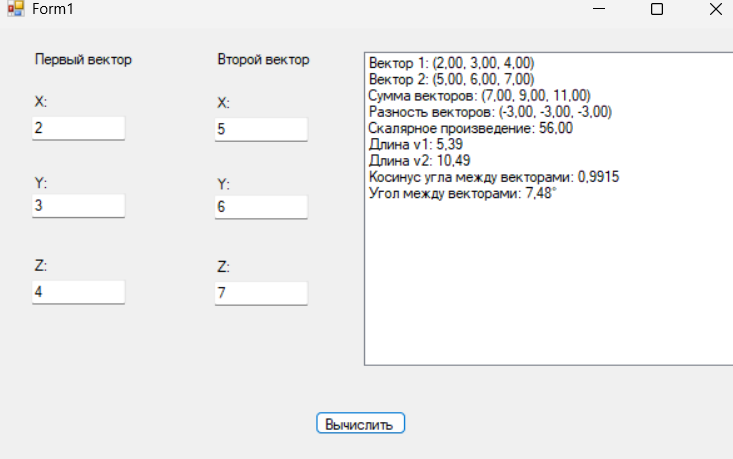 Form1
Первый вектор
Второй вектор
X:
2
X:
5
Y:
3
Y:
6
Z:
4
Z:
7
Вектор 1: (2,00, 3,00, 4,00)
Вектор 2: (5,00, 6,00, 7,00)
Сумма векторов: (7,00, 9,00, 11,00)
Разность векторов: (-3,00, -3,00, -3,00)
Скалярное произведение: 56,00
Длина v1: 5,39
Длина v2: 10,49
Косинус угла между векторами: 0,9915
Угол между векторами: 7,48°
Вычислить